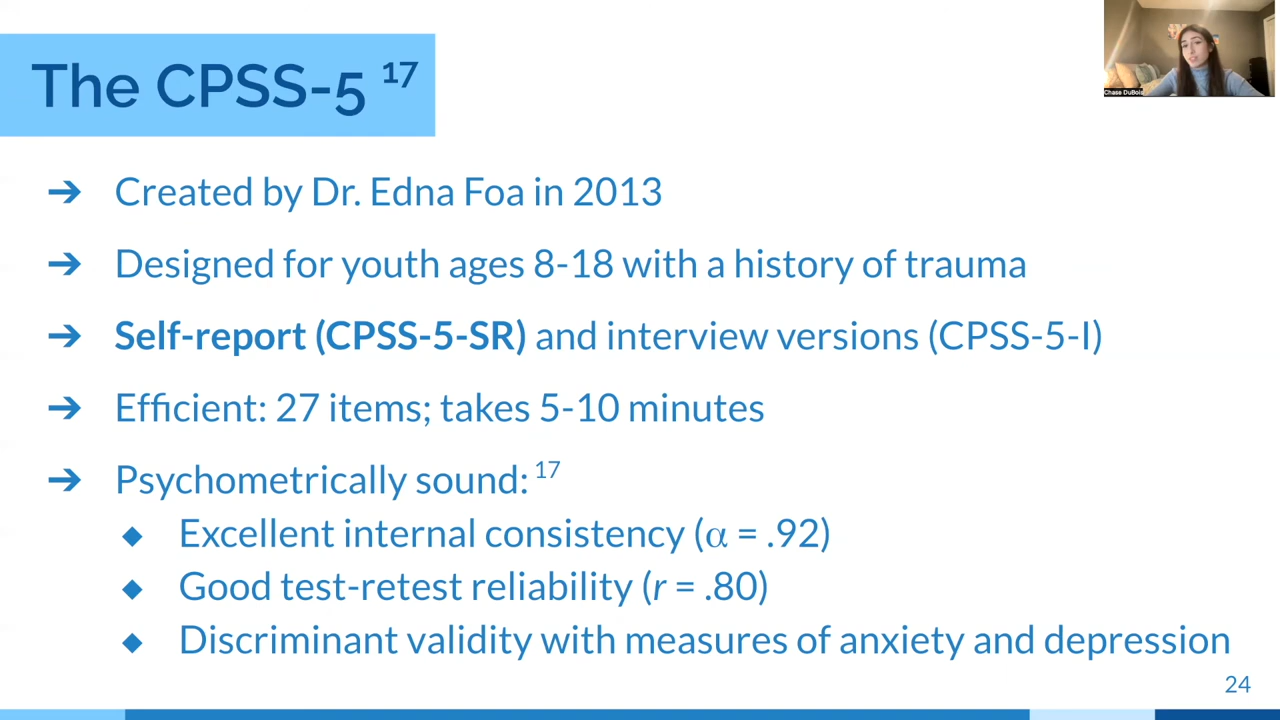 The CPSS-5 17
➔ Created by Dr. Edna Foa in 2013
➔ Designed for youth ages 8-18 with a history of trauma
➔ Self-report (CPSS-5-SR) and interview versions (CPSS-5-I)
➔ Efficient: 27 items; takes 5-10 minutes
➔ Psychometrically sound: 17
◆ Excellent internal consistency (α = .92)
◆ Good test-retest reliability (r = .80)
◆ Discriminant validity with measures of anxiety and depression
24
Chase DuBois